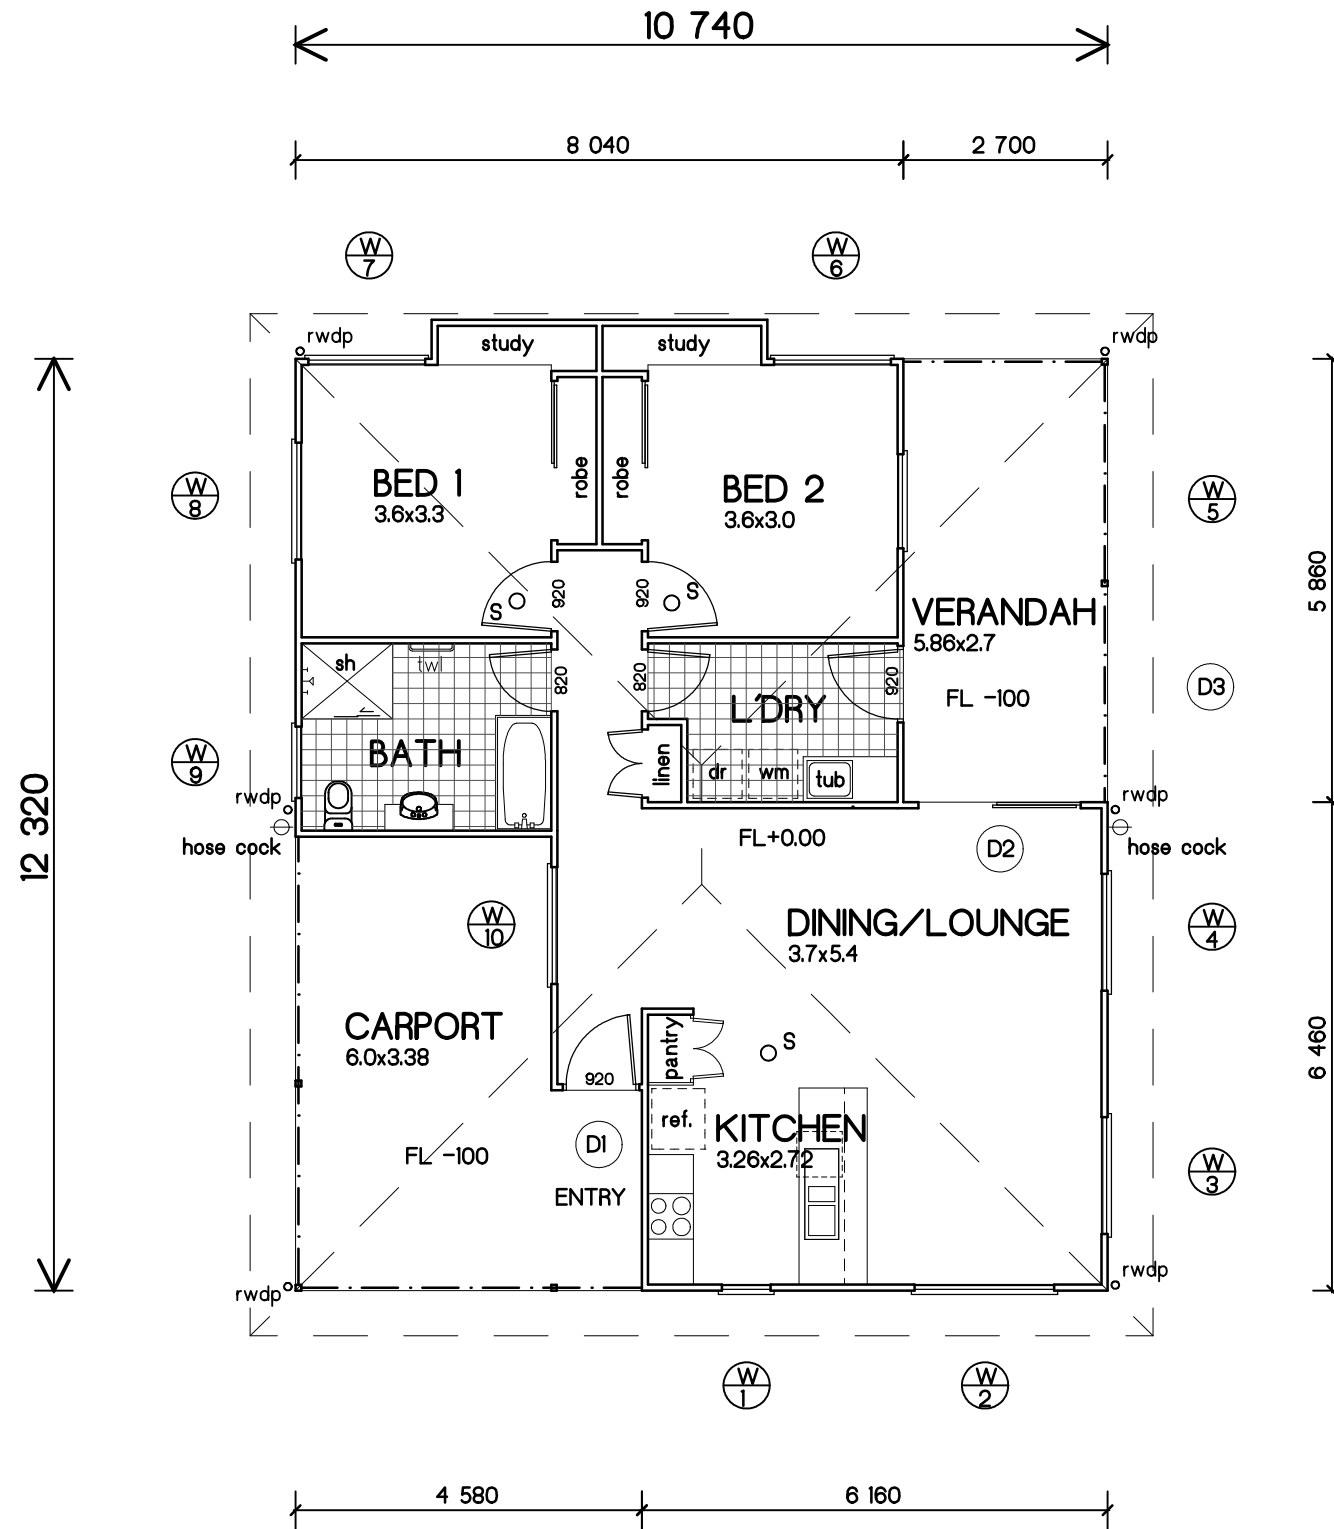 10 740
8 040
2 700
W
7
W
6
rwdp
rwdp
study
study
BED 1
3.6x3.3
robe
robe
BED 2
3.6x3.0
W
8
W
5
5 860
S
920
920
S
VERANDAH
5.86x2.7
sh
twl
820
820
920
FL -100
D3
L'DRY
BATH
linen
dr
wm
tub
W
9
rwdp
rwdp
12 320
hose cock
FL+0.00
D2
hose cock
W
10
DINING/LOUNGE
3.7x5.4
W
4
CARPORT
6.0x3.38
pantry
S
6 460
920
ref.
KITCHEN
3.26x2.72
FL -100
D1
ENTRY
W
3
rwdp
rwdp
W
1
W
2
4 580
6 160